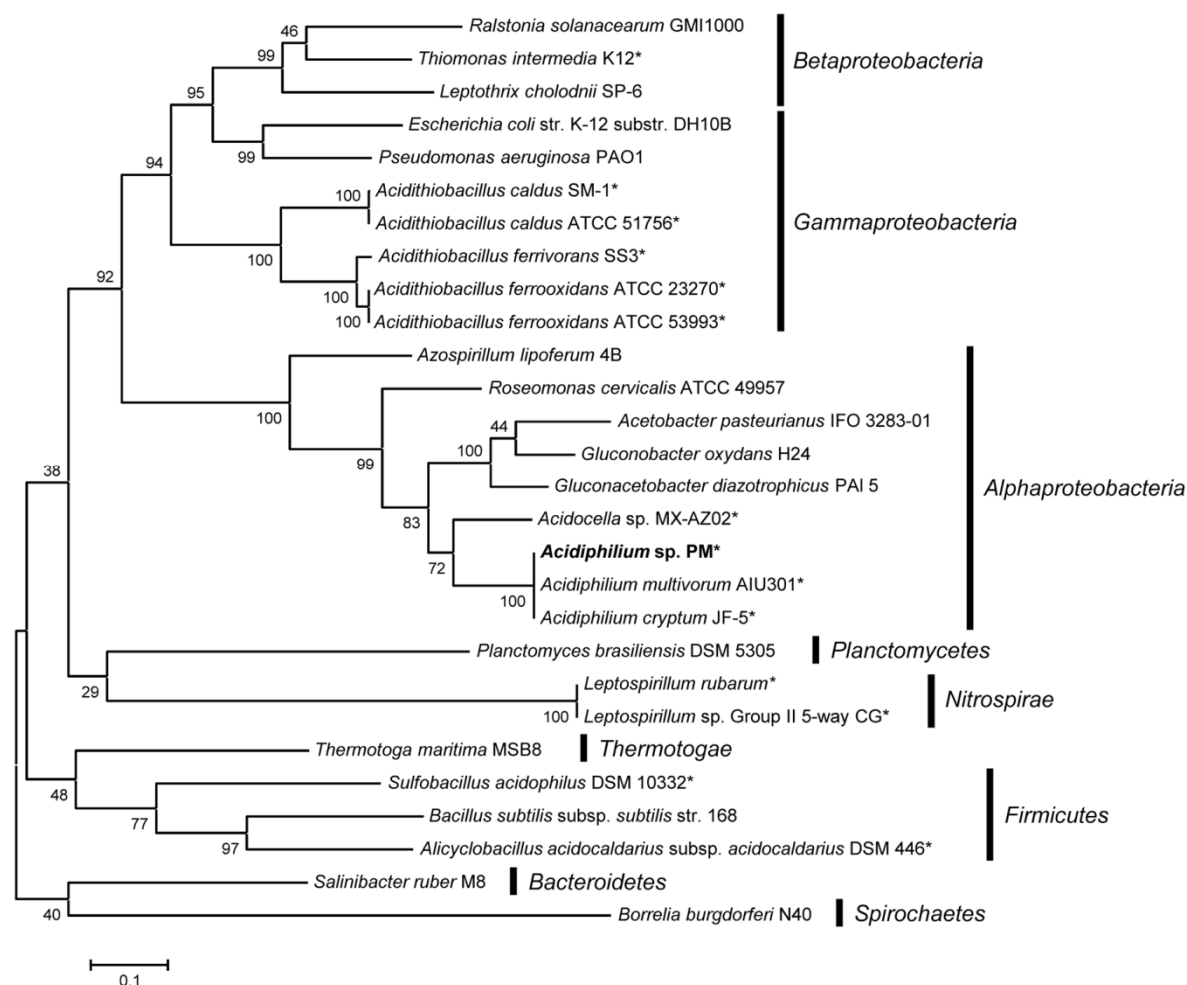 46
Ralstonia solanacearum GMI1000
99
Thiomonas intermedia K12*
Betaproteobacteria
Leptothrix cholodnii SP-6
95
Escherichia coli str. K-12 substr. DH10B
99
Pseudomonas aeruginosa PAO1
94
100
Acidithiobacillus caldus SM-1*
Acidithiobacillus caldus ATCC 51756*
Gammaproteobacteria
100
Acidithiobacillus ferrivorans SS3*
92
100
Acidithiobacillus ferrooxidans ATCC 23270*
100
Acidithiobacillus ferrooxidans ATCC 53993*
Azospirillum lipoferum 4B
100
Roseomonas cervicalis ATCC 49957
44
Acetobacter pasteurianus IFO 3283-01
100
Gluconobacter oxydans H24
38
99
Gluconacetobacter diazotrophicus PAl 5
Alphaproteobacteria
83
Acidocella sp. MX-AZ02*
Acidiphilium sp. PM*
72
Acidiphilium multivorum AIU301*
100
Acidiphilium cryptum JF-5*
Planctomyces brasiliensis DSM 5305
Planctomycetes
29
Leptospirillum rubarum*
Nitrospirae
100
Leptospirillum sp. Group II 5-way CG*
Thermotoga maritima MSB8
Thermotogae
48
Sulfobacillus acidophilus DSM 10332*
77
Bacillus subtilis subsp. subtilis str. 168
Firmicutes
97
Alicyclobacillus acidocaldarius subsp. acidocaldarius DSM 446*
Salinibacter ruber M8
Bacteroidetes
40
Borrelia burgdorferi N40
Spirochaetes
0.1